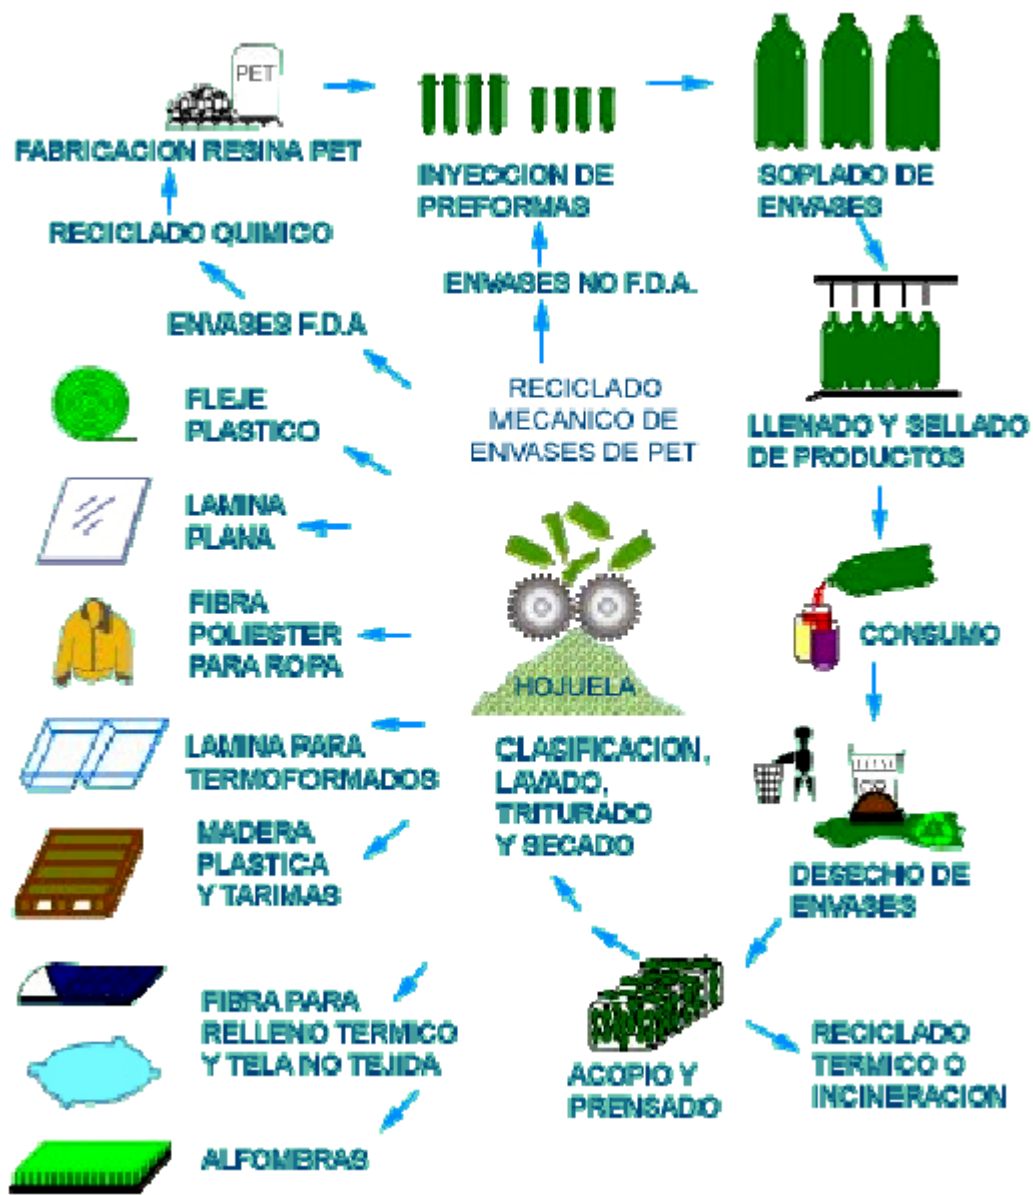 PET
FABRICACION RESINA PET
INYECCION DE
PREFORMAS
SOPLADO DE
ENVASES
RECICLADO QUIMICO
ENVASES NO F.D.A.
ENVASES F.D.A
FLEJE
PLASTICO
RECICLADO
MECANICO DE
ENVASES DE PET
LLENADO Y SELLADO
DE PRODUCTOS
LAMINA
PLANA
FIBRA
POLIESTER
PARA ROPA
CONSUMO
HOJUELA
LAMINA PARA
TERMOFORMADOS
CLASIFICACION,
LAVADO,
TRITURADO
Y SECADO
MADERA
PLASTICA
Y TARIMAS
DESECHO DE
ENVASES
FIBRA PARA
RELLENO TERMICO
Y TELA NO TEJIDA
ACOPIO Y
PRENSADO
RECICLADO
TERMICO O
INCINERACION
ALFOMBRAS